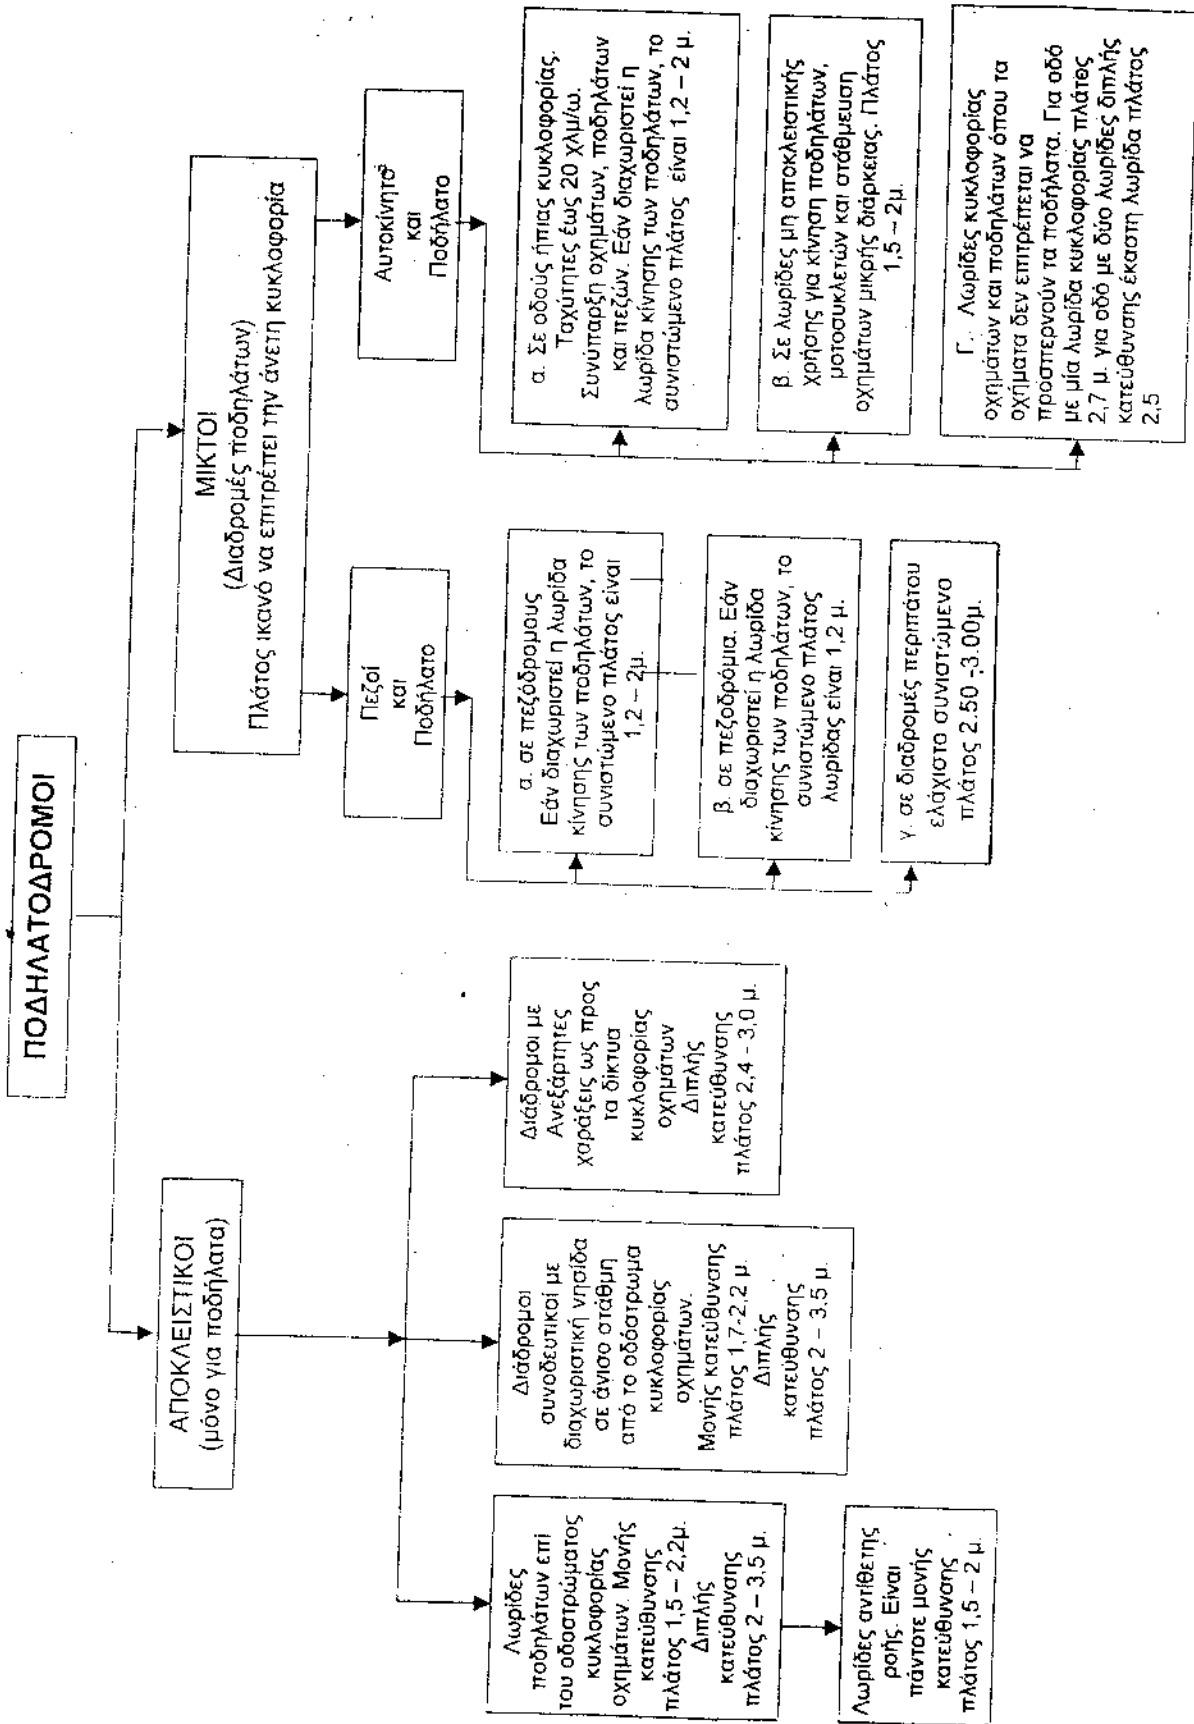 ΠΟΔΗΛΑΤΟΔΡΟΜΟΙ
ΑΠΟΚΛΕΙΣΤΙΚΟΙ
(μόνο για ποδήλατα)
Λωρίδες
ποδηλάτων επί
του οδοστρώματος
κυκλοφορίας
οχημάτων. Μονής
κατεύθυνσης
πλάτος 1,5 – 2,2μ.
Διπλής
κατεύθυνσης
πλάτος 2 – 3,5 μ.
Λωρίδες αντίθετης
ροής. Είναι
πάντοτε μονής
κατεύθυνσης
πλάτος 1,5 – 2 μ.
Διάδρομοι
συνοδευτικοί με
διαχωριστική νησίδα
σε άνισο στάθμη
από το οδόστρωμα
κυκλοφορίας
οχημάτων.
Μονής κατεύθυνσης
πλάτος 1,7-2,2 μ.
Διπλής
κατεύθυνσης
πλάτος 2 – 3,5 μ.
Διάδρομοι με
Ανεξάρτητες
χαράξεις ως προς
τα δίκτυα
κυκλοφορίας
οχημάτων
Διπλής
κατεύθυνσης
πλάτος 2,4 - 3,0 μ.
ΜΙΚΤΟΙ
(Διαδρομές ποδηλάτων)
Πλάτος ικανό να επιτρέπει την άνετη κυκλοφορία
Πεζοί
και
Ποδήλατο
α. σε πεζόδρομους
Εάν διαχωριστεί η λωρίδα
κίνησης των ποδηλάτων, το
συνιστώμενο πλάτος είναι
1,2 – 2μ.
β. σε πεζοδρόμια. Εάν
διαχωριστεί η λωρίδα
κίνησης των ποδηλάτων, το
συνιστώμενο πλάτος
λωρίδας είναι 1,2 μ.
γ. σε διαδρομές περιπάτου
ελάχιστο συνιστώμενο
πλάτος 2.50 -3.00μ.
Αυτοκίνητο
και
Ποδήλατο
α. Σε οδούς ήπιας κυκλοφορίας.
Ταχύτητες έως 20 χλμ/ω.
Συνύπαρξη οχημάτων, ποδηλάτων
και πεζών. Εάν διαχωριστεί η
λωρίδα κίνησης των ποδηλάτων, το
συνιστώμενο πλάτος είναι 1,2 – 2 μ.
β. Σε λωρίδες μη αποκλειστικής
χρήσης για κίνηση ποδηλάτων,
μοτοσυκλετών και στάθμευση
οχημάτων μικρής διάρκειας. Πλάτος
1,5 – 2μ.
Γ. Λωρίδες κυκλοφορίας
οχημάτων και ποδηλάτων όπου τα
οχήματα δεν επιτρέπεται να
προσπερνούν τα ποδήλατα. Για οδό
με μία λωρίδα κυκλοφορίας πλάτος
2,7 μ. για οδό με δύο λωρίδες διπλής
κατεύθυνσης έκαστη λωρίδα πλάτος
2,5